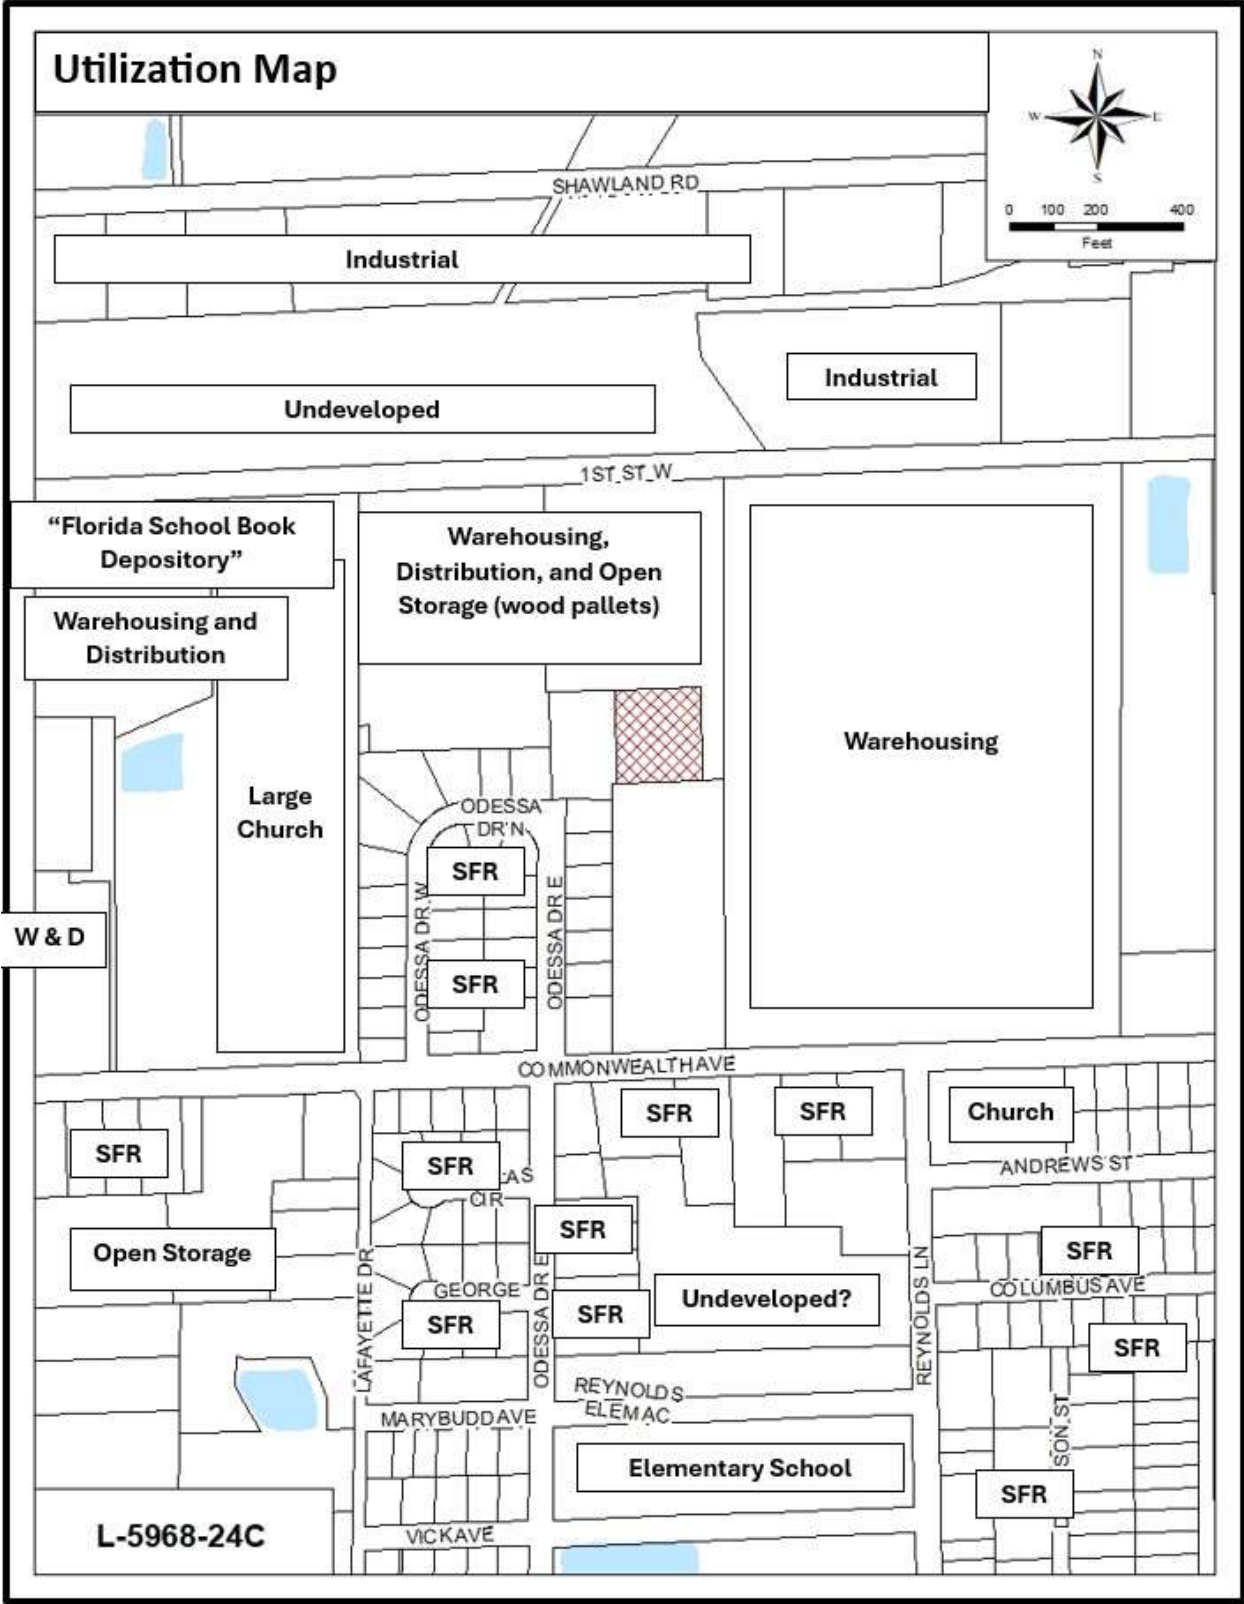 Utilization Map
N
W
E
S
0 100 200 400
Feet
SHAWLAND RD
Industrial
Industrial
Undeveloped
1ST ST W
“Florida School Book
Depository”
Warehousing,
Distribution, and Open
Storage (wood pallets)
Warehousing and
Distribution
Warehousing
Large
Church
ODESSA
DR N
SFR
ODESSA DR W
ODESSA DR E
W & D
SFR
COMMONWEALTH AVE
SFR
SFR
Church
SFR
SFR
LAS
CIR
ANDREWS ST
SFR
SFR
Open Storage
LAFAYETTE DR
ODESSA DR E
REYNOLDS LN
GEORGE
COLUMBUS AVE
Undeveloped?
SFR
SFR
SFR
REYNOLDS
ELEM AC
MARYBUDD AVE
SON ST
Elementary School
SFR
L-5968-24C
VICK AVE